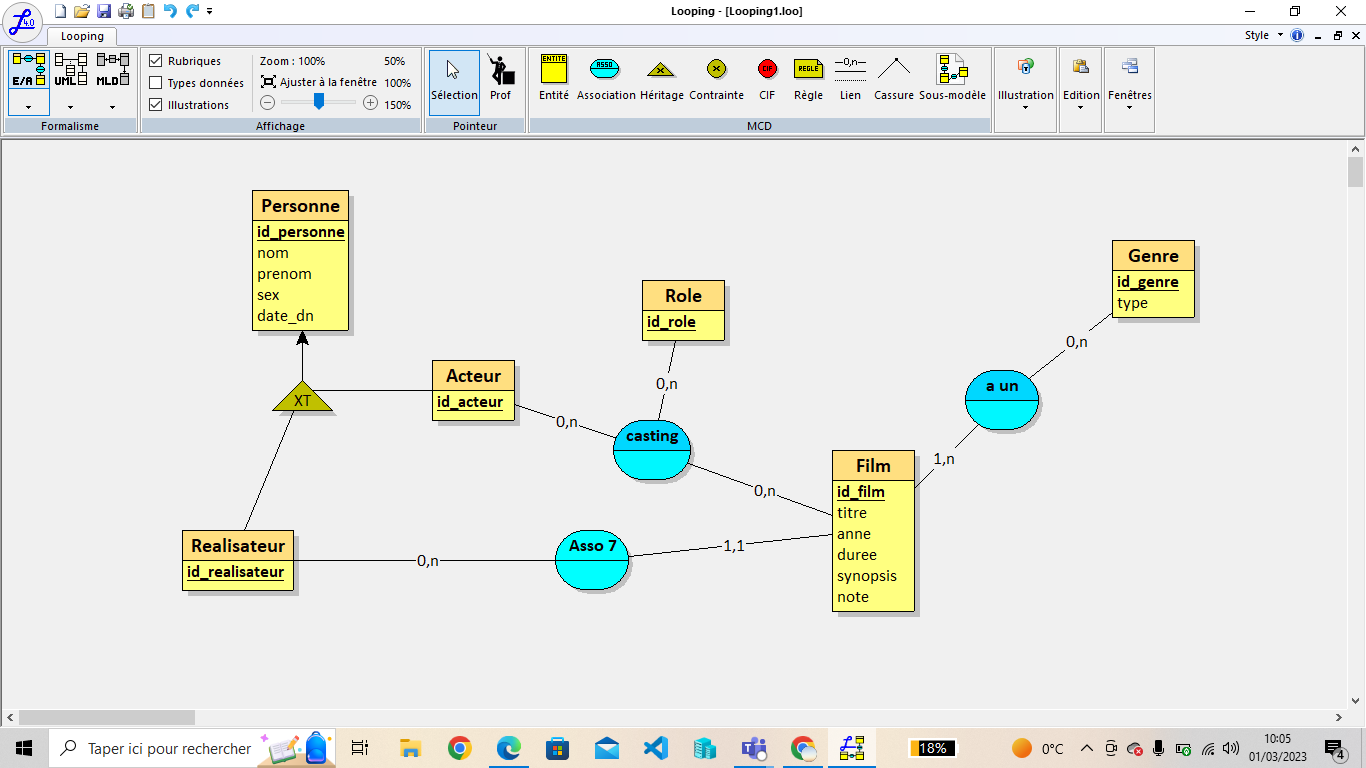 4.0
Looping - [Looping1.loo]
Looping
Style
E/A
UML
MLD
Formalisme
Rubriques
Types données
Illustrations
Zoom : 100%
50%
Ajuster à la fenêtre
100%
150%
Affichage
Sélection
Prof
Pointeur
ENTITÉ
Entité
ASSO
Association
X
Héritage
X
Contrainte
CIF
CIF
REGLE
Règle
—0,n—
Lien
Cassure
Sous-modèle
MCD
Illustration
Edition
Fenêtres
Personne
id_personne
nom
prenom
sex
date_dn
XT
Acteur
id_acteur
Realisateur
id_realisateur
0,n
Role
id_role
0,n
casting
0,n
0,n
Asso 7
1,1
Film
id_film
titre
anne
duree
synopsis
note
1,n
a un
0,n
Genre
id_genre
type
Taper ici pour rechercher
18%
0°C
10:05
01/03/2023
4